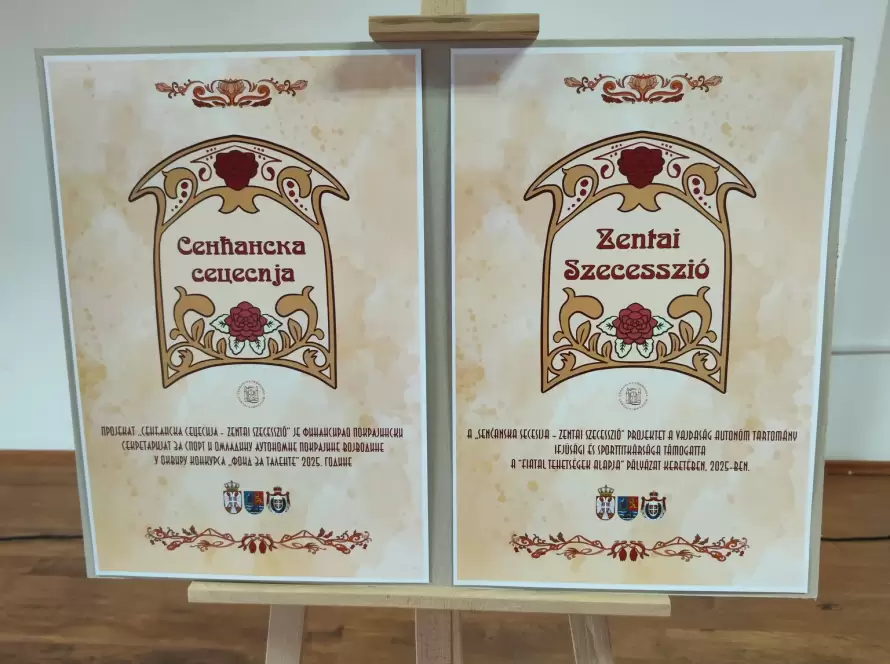 Сенћанска
сецесија
ПРОЈЕКАТ „СЕНЋАНСКА СЕЦЕСИЈА - ZENTAI SZECESSZIÓ" ЈЕ ФИНАНСИРАО ПОКРАЈИНСКИ
СЕКРЕТАРИЈАТ ЗА СПОРТ И ОМЛАДИНУ АУТОНОМНЕ ПОКРАЈИНЕ ВОЈВОДИНЕ
У ОКВИРУ КОНКУРСА „ФОНД ЗА ТАЛЕНТЕ" 2025. ГОДИНЕ
Zentai
Szecesszió
A „SENĆANSKA SECESIJA - ZENTAI SZECESSZIÓ" PROJEKTET A VAJDASÁG AUTONÓM TARTOMÁNY
IFJÚSÁGI ÉS SPORTTITKÁRSÁGA TÁMOGATTA
A "FIATAL TEHETSÉGEK ALAPJA" PÁLYÁZAT KERETÉBEN, 2025-BEN.